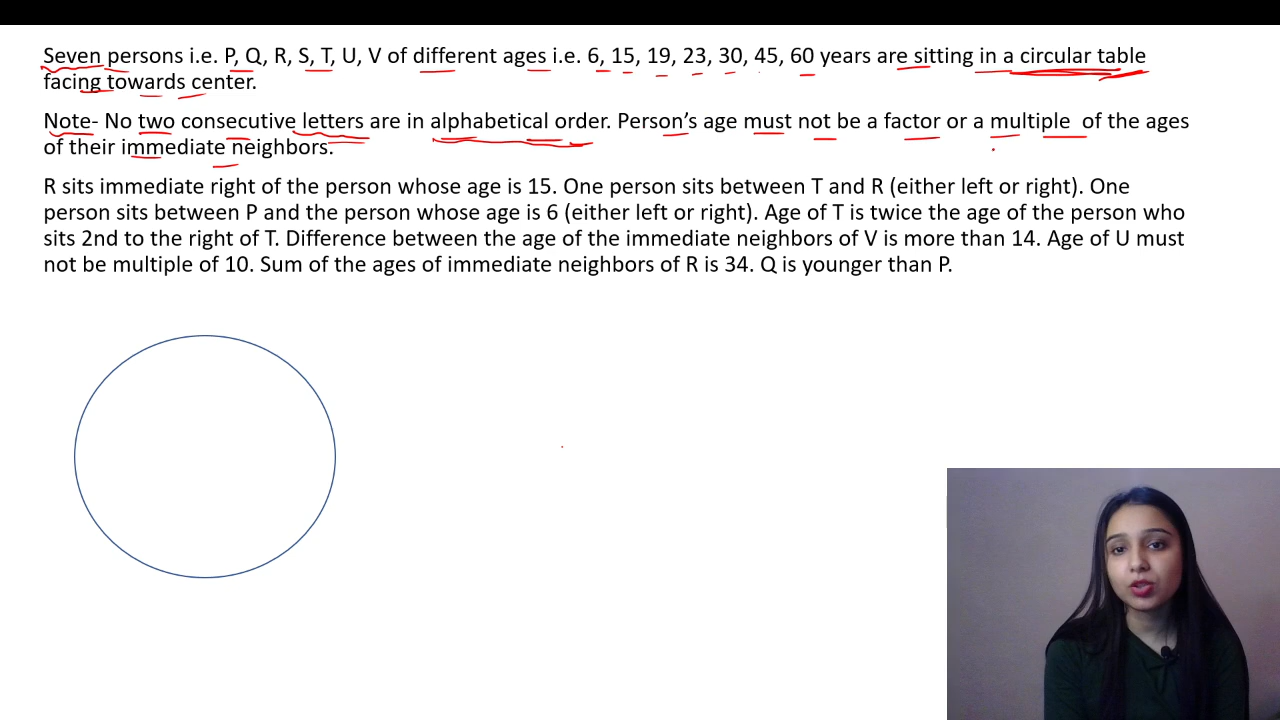 Seven persons i.e. P, Q, R, S, T, U, V of different ages i.e. 6, 15, 19, 23, 30, 45, 60 years are sitting in a circular table
facing towards center.
Note- No two consecutive letters are in alphabetical order. Person’s age must not be a factor or a multiple of the ages
of their immediate neighbors.
R sits immediate right of the person whose age is 15. One person sits between T and R (either left or right). One
person sits between P and the person whose age is 6 (either left or right). Age of T is twice the age of the person who
sits 2nd to the right of T. Difference between the age of the immediate neighbors of V is more than 14. Age of U must
not be multiple of 10. Sum of the ages of immediate neighbors of R is 34. Q is younger than P.